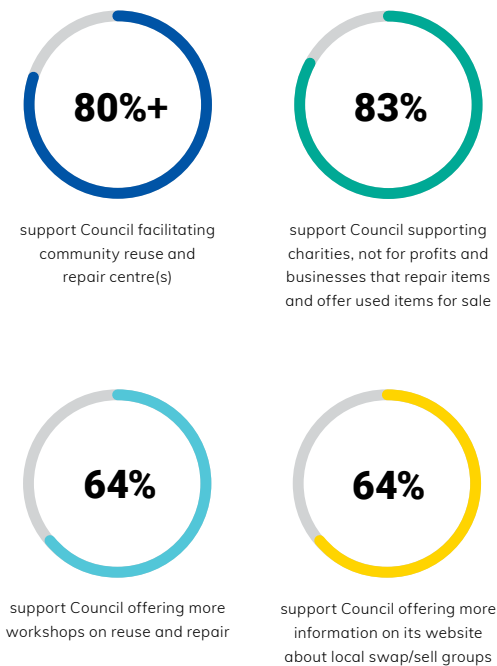 80%+
support Council facilitating
community reuse and
repair centre(s)
83%
support Council supporting
charities, not for profits and
businesses that repair items
and offer used items for sale
64%
support Council offering more
workshops on reuse and repair
64%
support Council offering more
information on its website
about local swap/sell groups